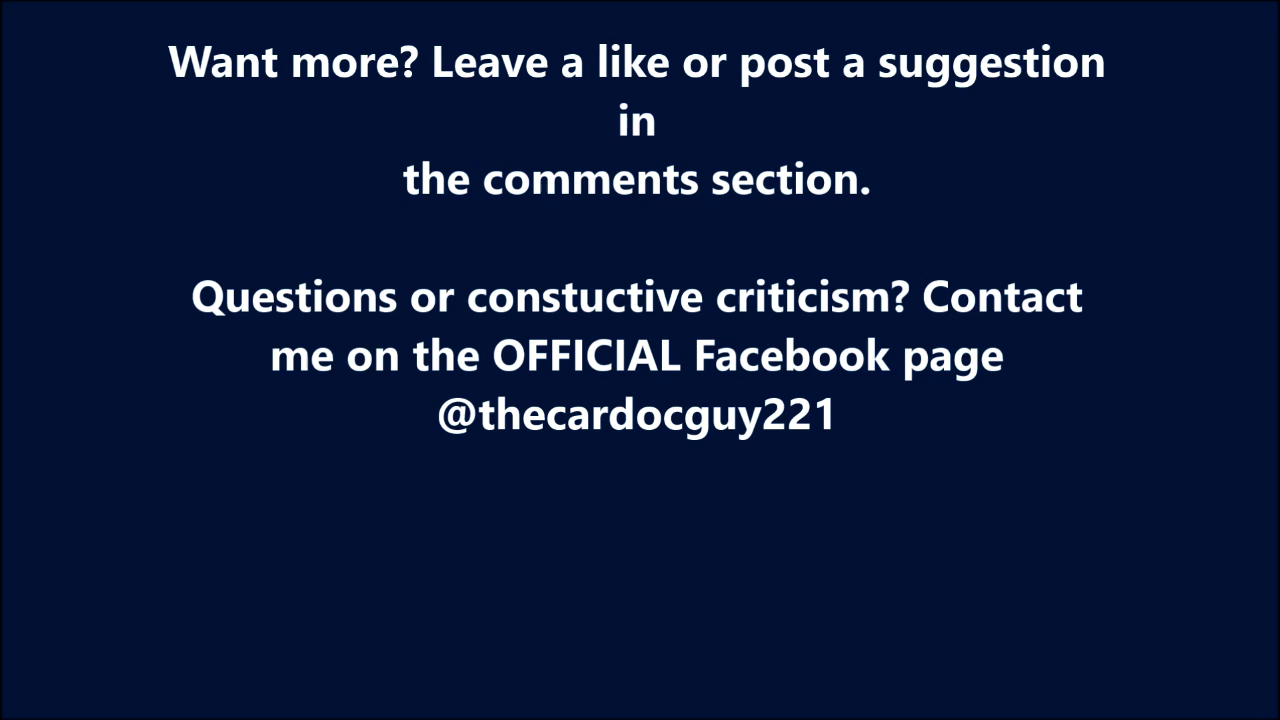 Want more? Leave a like or post a suggestion
in
the comments section.
Questions or constuctive criticism? Contact
me on the OFFICIAL Facebook page
@thecardocguy221